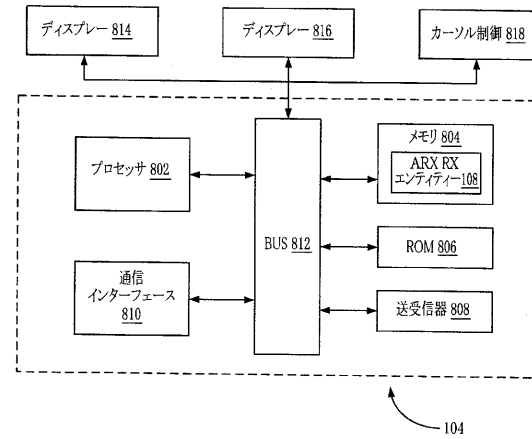 ディスプレー 814
ディスプレー 816
カーソル制御 818
プロセッサ 802
メモリ 804
ARX RX
エンティティー108
BUS 812
ROM 806
通信
インターフェース
810
送受信器 808
104